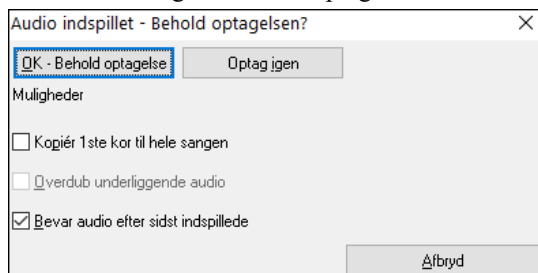 Audio indspillet - Behold optagelsen?
OK - Behold optagelse
Optag igen
Muligheder
Kopiér 1ste kor til hele sangen
Overdub underliggende audio
Bevar audio efter sidst indspillede
Afbryd